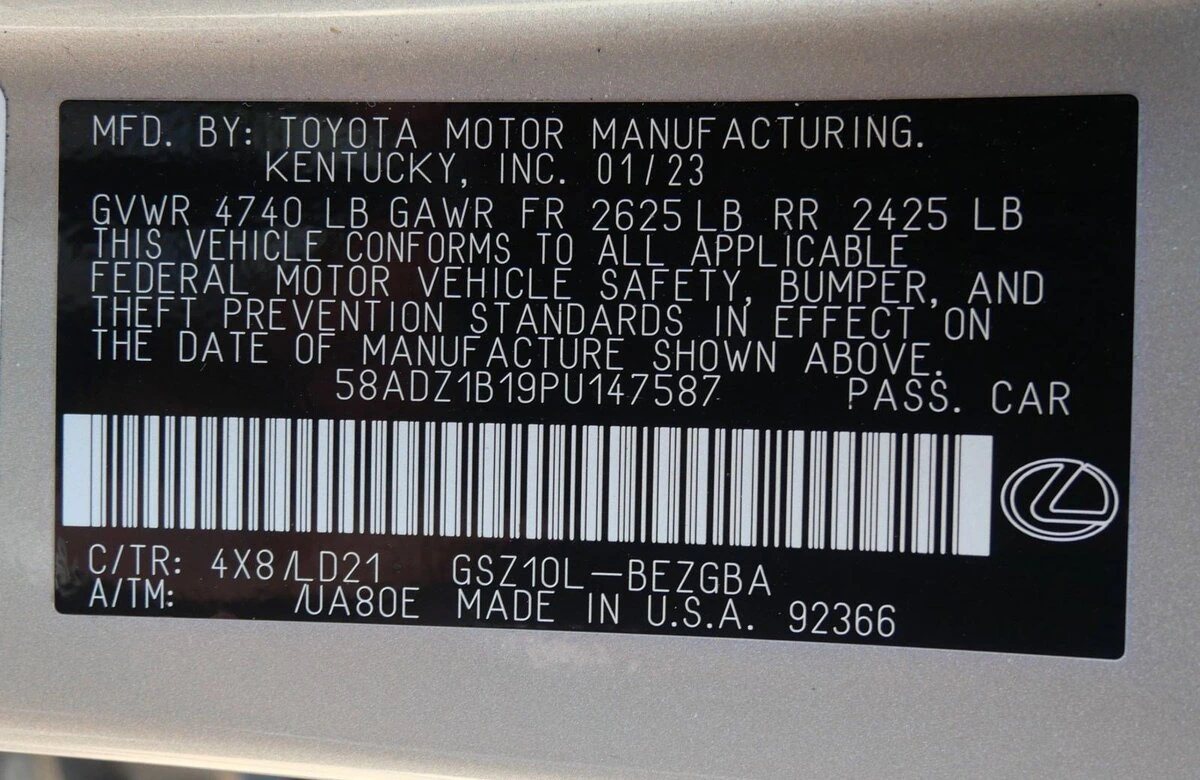 MFD. BY: TOYOTA MOTOR MANUFACTURING.
KENTUCKY, INC. 01/23
GVWR 4740 LB GAWR FR 2625 LB RR 2425 LB
THIS VEHICLE CONFORMS TO ALL APPLICABLE
FEDERAL MOTOR VEHICLE SAFETY, BUMPER, AND
THEFT PREVENTION STANDARDS IN EFFECT ON
THE DATE OF MANUFACTURE SHOWN ABOVE.
58ADZ1B19PU147587 PASS. CAR
C/TR: 4X8/LD21 GSZ10L-BEZGBA
A/TM: /UA80E MADE IN U.S.A. 92366